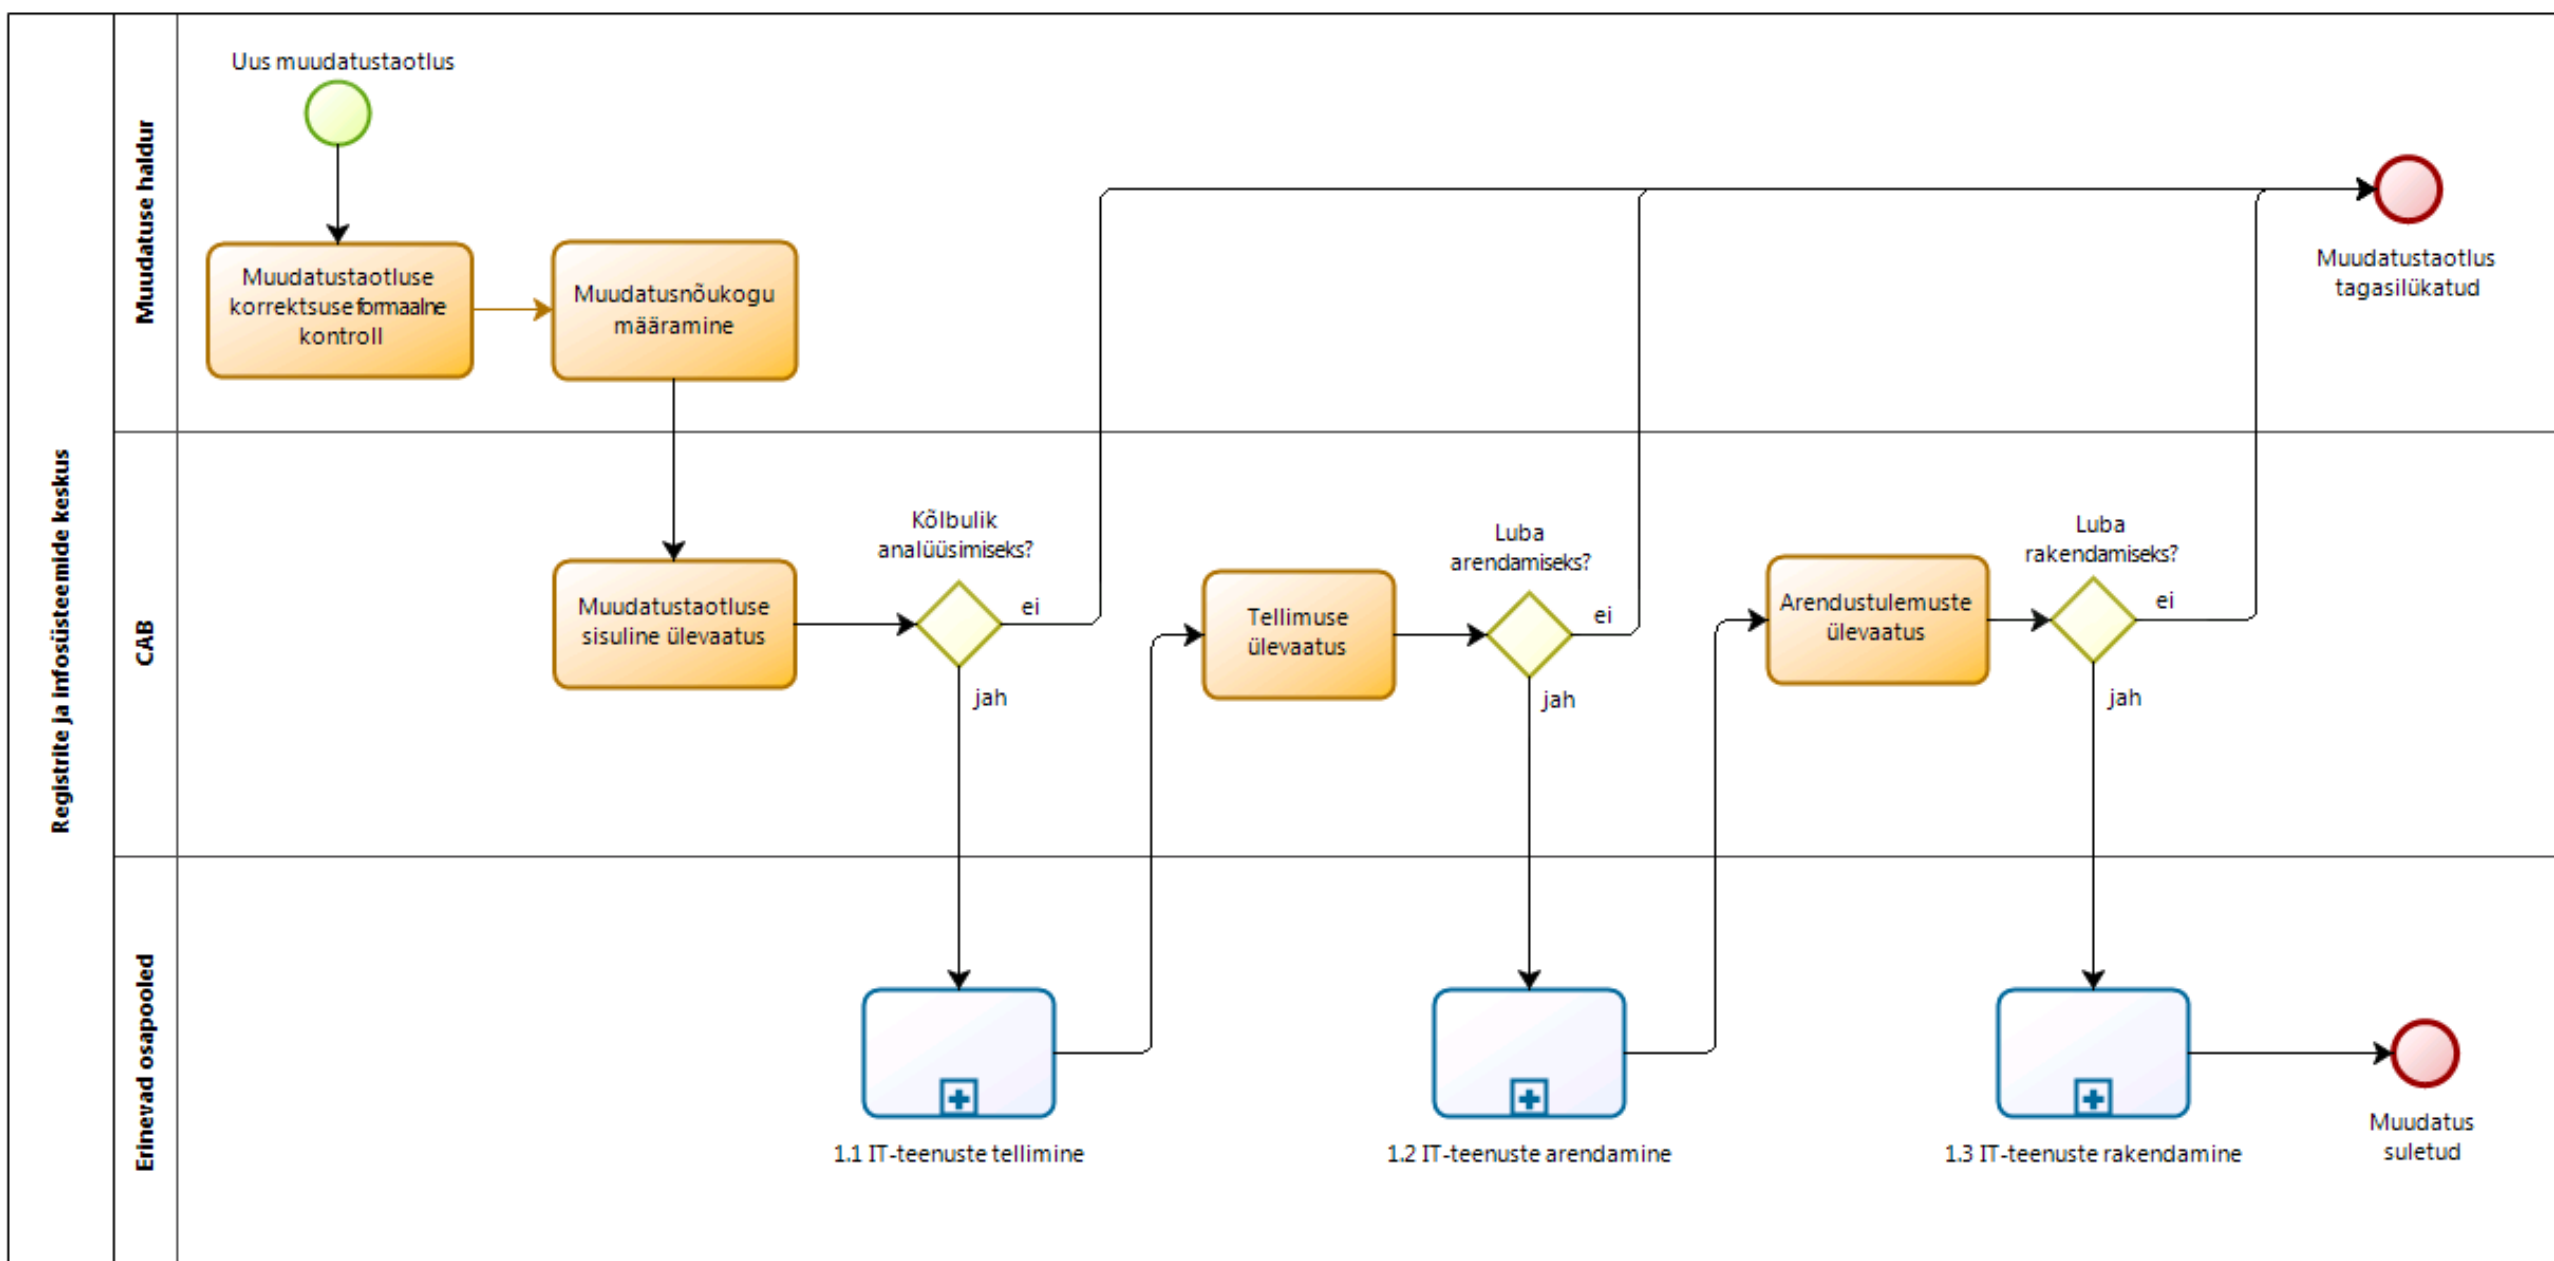 Registrite ja infosüsteemide keskus
Muudatuse haldur
Uus muudatustaotlus
Muudatustaotluse
korrektsuse formaalne
kontroll
Muudatusnõukogu
määramine
Muudatustaotlus
tagasilükatud
CAB
Muudatustaotluse
sisuline ülevaatus
Kõlbulik
analüüsimiseks?
ei
jah
Tellimuse
ülevaatus
Luba
arendamiseks?
ei
jah
Arendustulemuste
ülevaatus
Luba
rakendamiseks?
ei
jah
Erinevad osapooled
1.1 IT-teenuste tellimine
1.2 IT-teenuste arendamine
1.3 IT-teenuste rakendamine
Muudatus
suletud